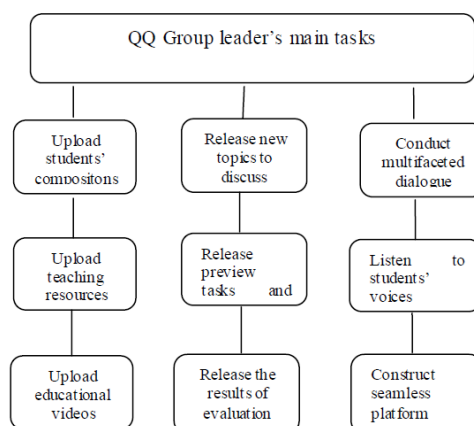 QQ Group leader's main tasks
Upload
students'
compositons
Release new
topics to
discuss
Conduct
multifaceted
dialogue
Upload
teaching
resources
Release
preview
tasks and
Listen to
students'
voices
Upload
educational
videos
Release the
results of
evaluation
Construct
seamless
platform